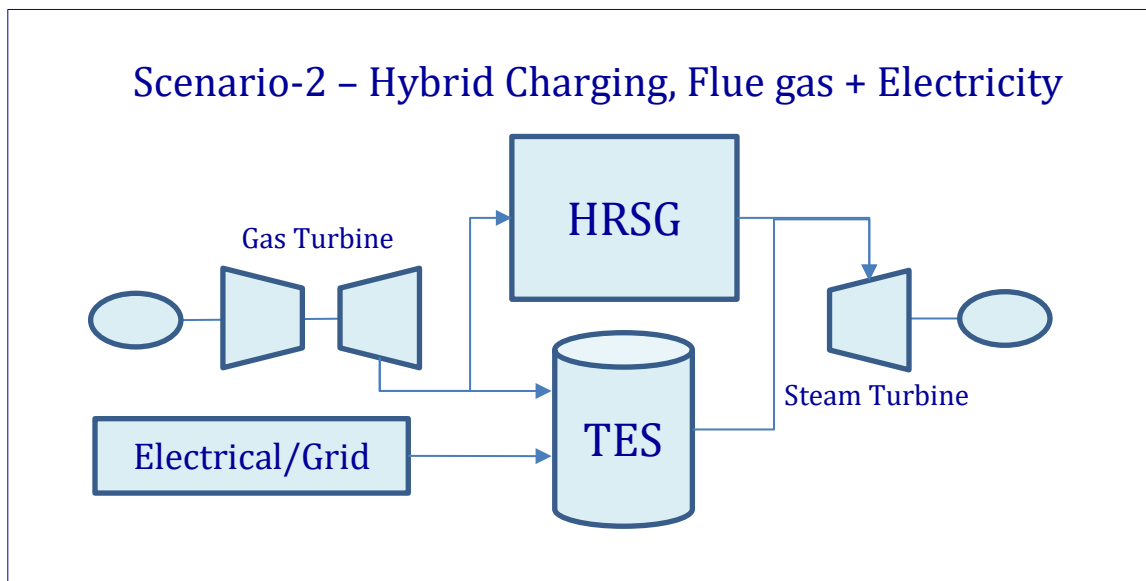 Scenario-2 – Hybrid Charging, Flue gas + Electricity
HRSG
Gas Turbine
Steam Turbine
TES
Electrical/Grid